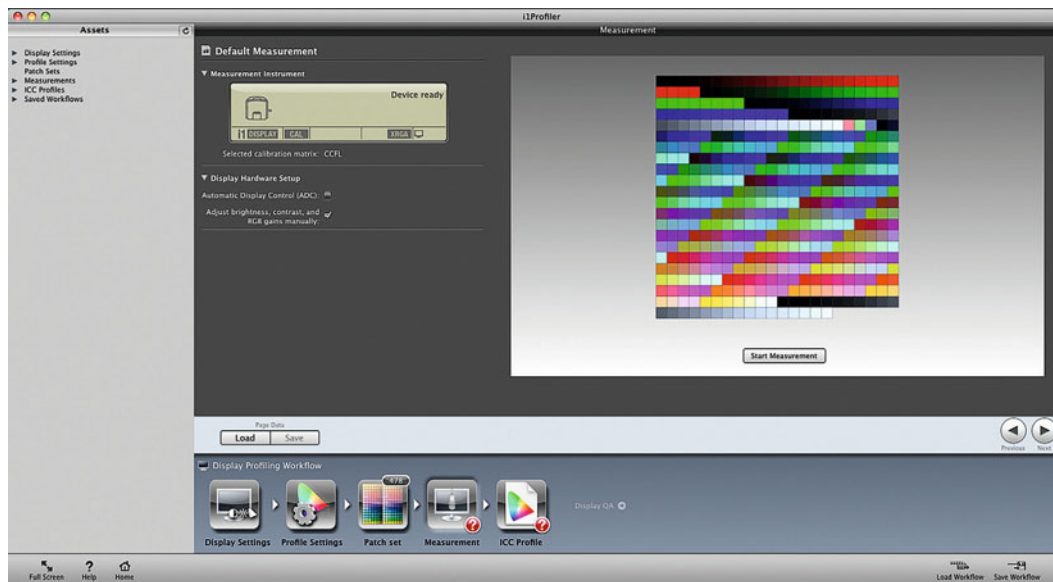 i1Profiler
Assets
Measurement
Display Settings
Profile Settings
Patch Sets
Measurements
ICC Profiles
Saved Workflows
Default Measurement
Measurement Instrument
Device ready
i1 DISPLAY CAL XRGA
Selected calibration matrix: CCFL
Display Hardware Setup
Automatic Display Control (ADC):
Adjust brightness, contrast, and
RGB gains manually:
Start Measurement
Page Data
Load Save
Previous Next
Display Profiling Workflow
Display QA
Display Settings Profile Settings Patch set Measurement ICC Profile
Full Screen Help Home Load Workflow Save Workflow